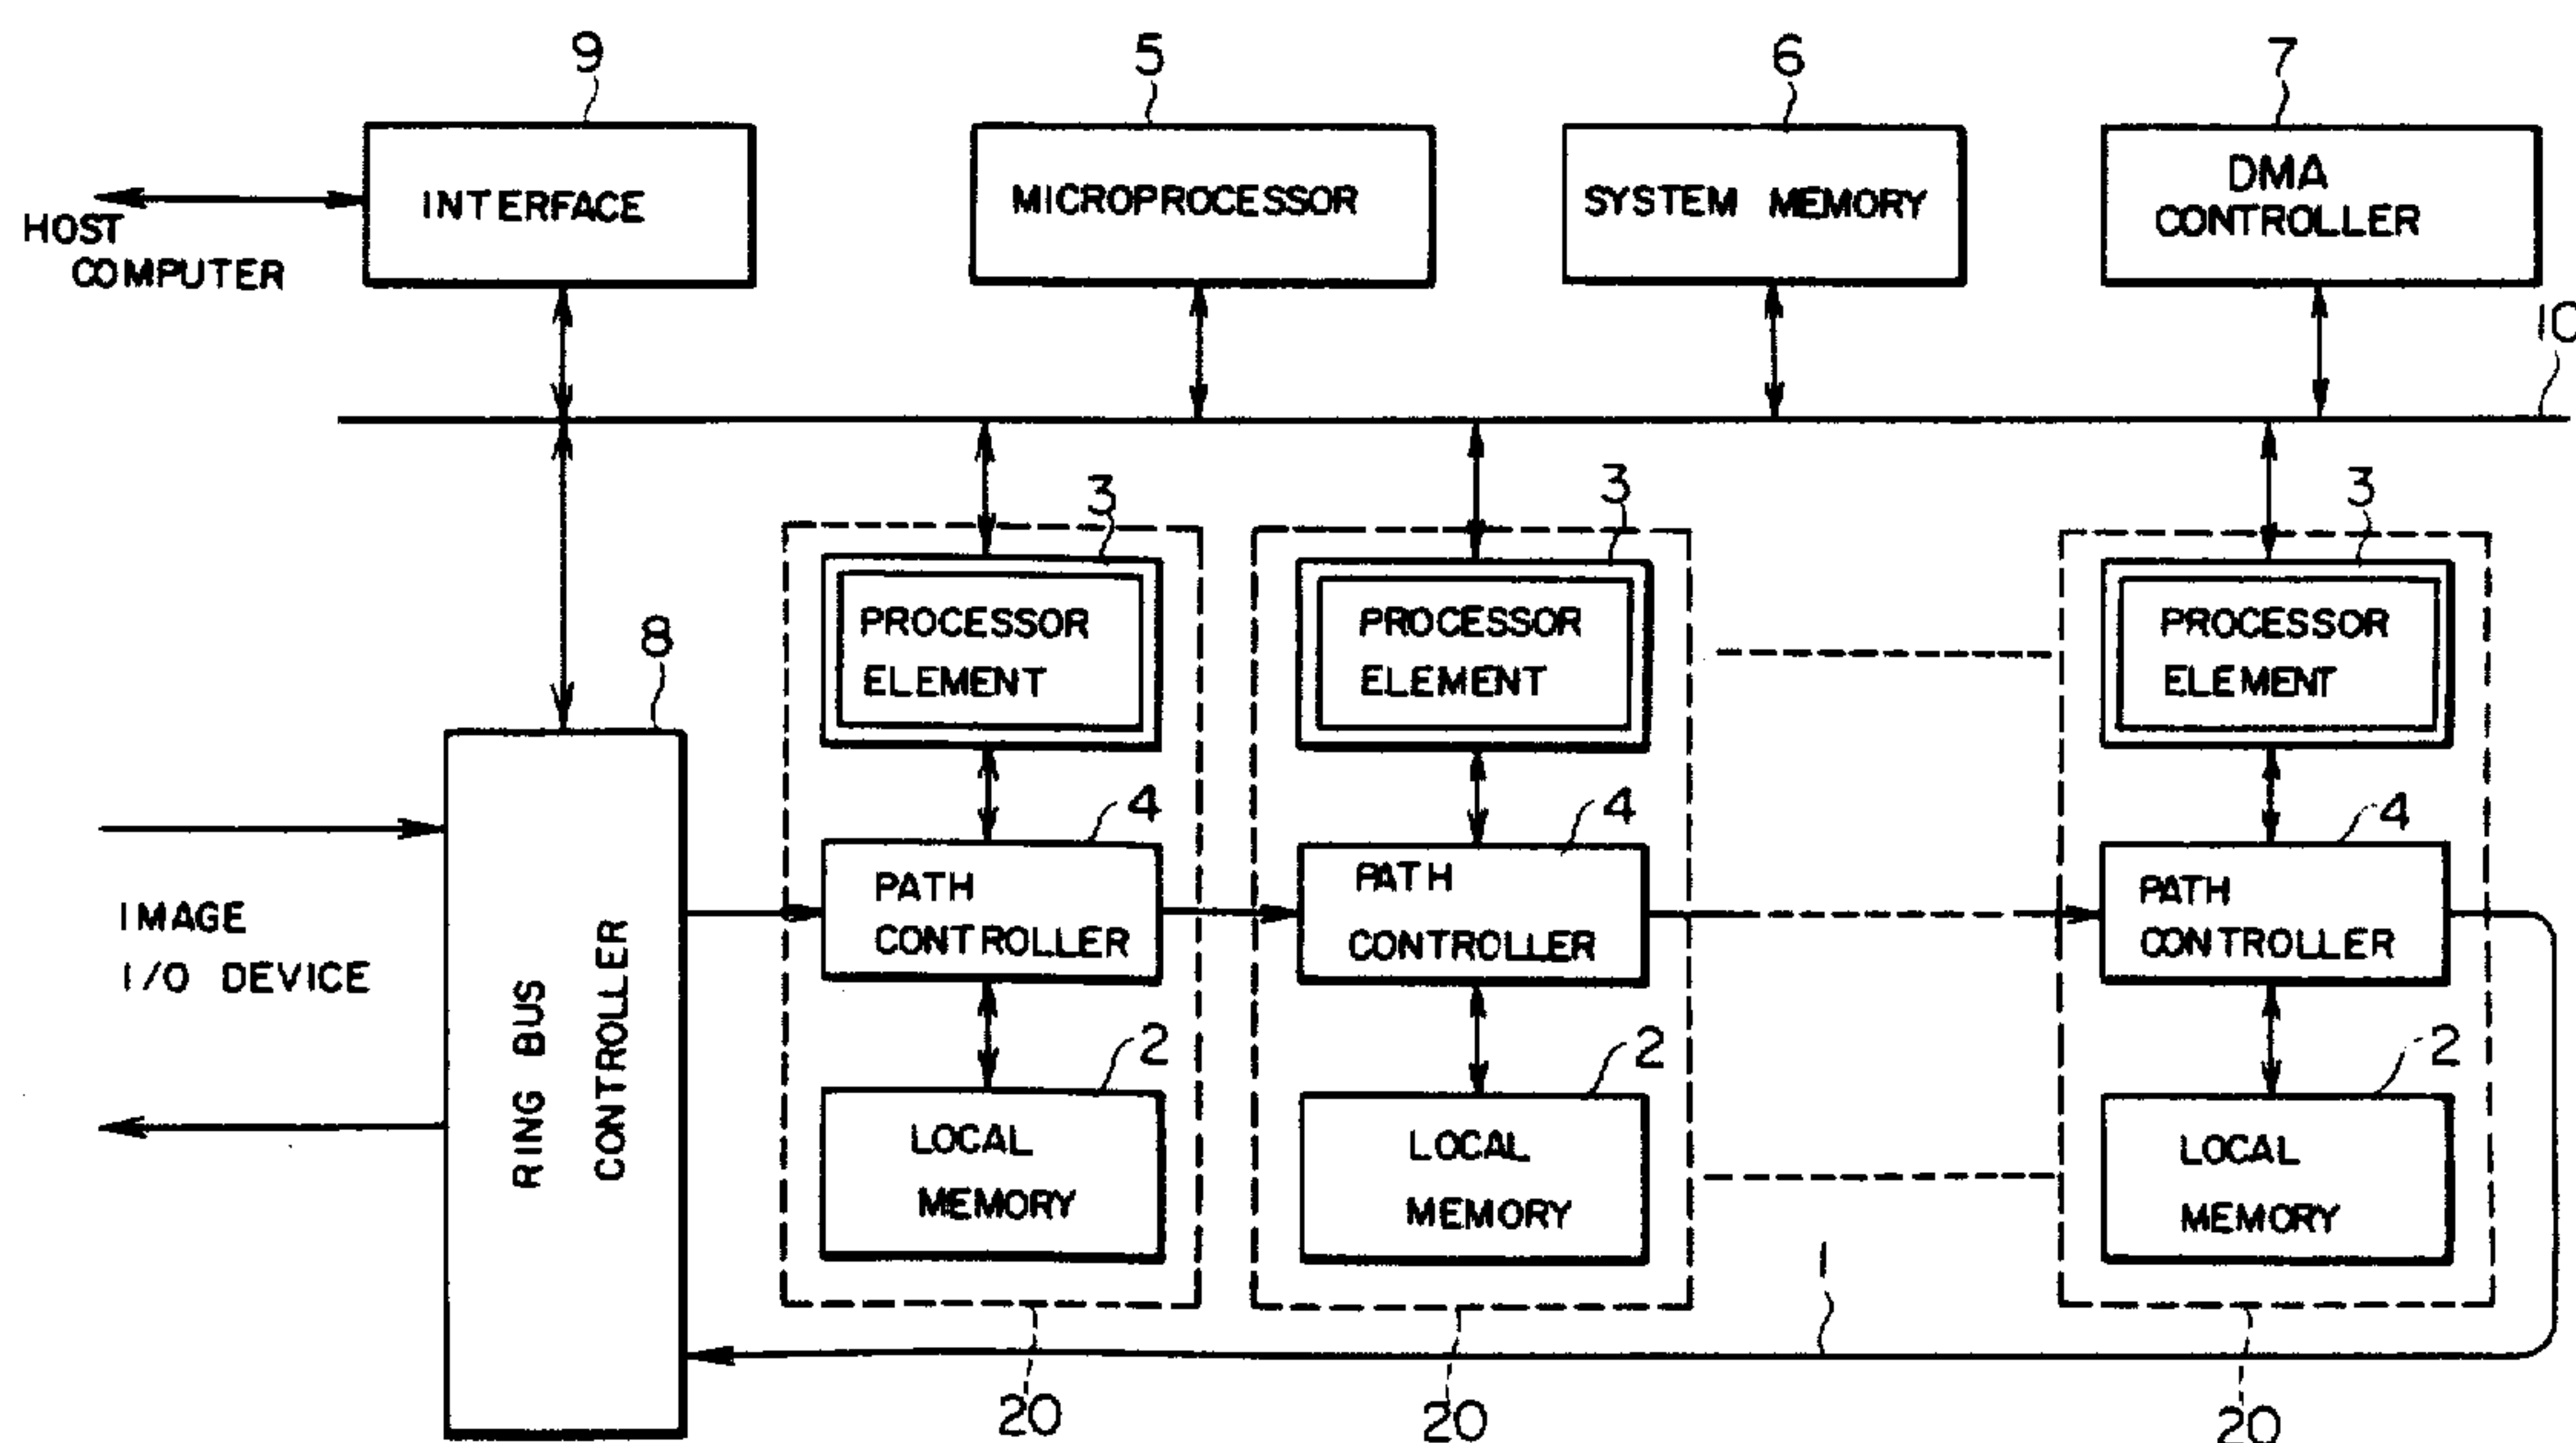 9
5
6
7
INTERFACE
MICROPROCESSOR
SYSTEM MEMORY
DMA
CONTROLLER
HOST
COMPUTER
10
3
3
3
PROCESSOR
ELEMENT
PROCESSOR
ELEMENT
PROCESSOR
ELEMENT
8
4
4
4
IMAGE
I/O DEVICE
RING BUS
CONTROLLER
PATH
CONTROLLER
PATH
CONTROLLER
PATH
CONTROLLER
2
2
2
LOCAL
MEMORY
LOCAL
MEMORY
LOCAL
MEMORY
1
20
20
20